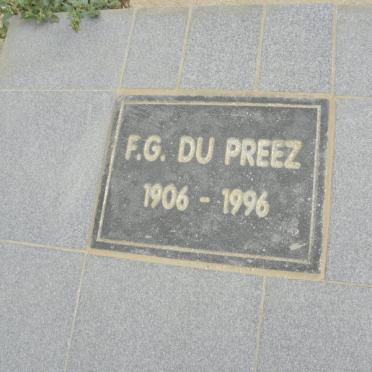 F.G. DU PREEZ
1906 - 1996